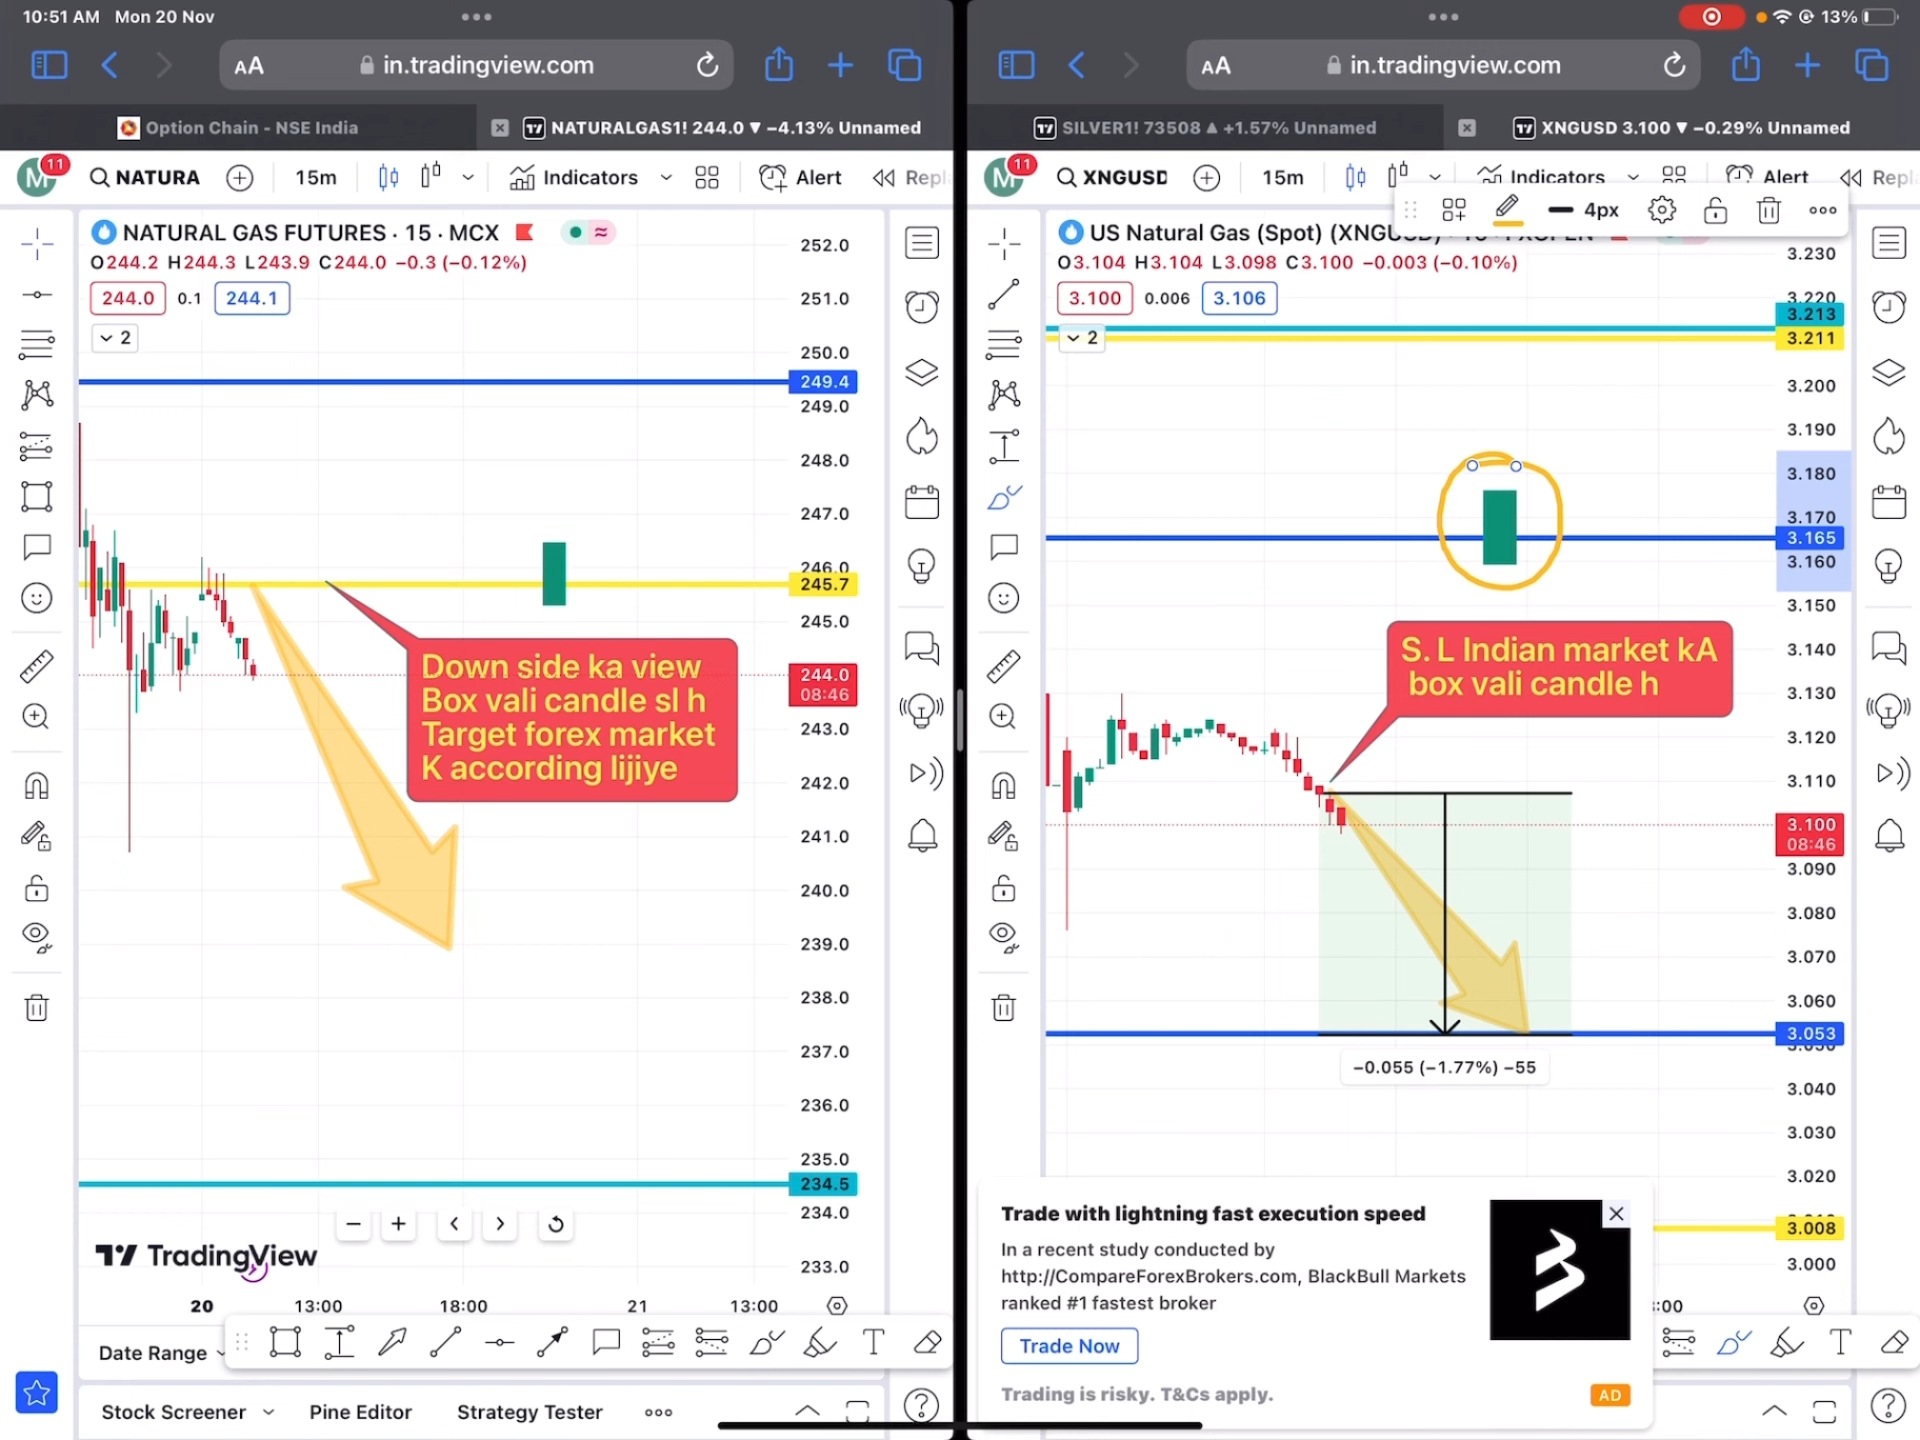 10:51 AM Mon 20 Nov
13%
AA in.tradingview.com
AA in.tradingview.com
Option Chain - NSE India
NATURALGAS1! 244.0 ▼ −4.13% Unnamed
SILVER1! 73508 ▲ +1.57% Unnamed
XNGUSD 3.100 ▼ −0.29% Unnamed
M 11 NATURA 15m Indicators Alert
M 11 XNGUSD 15m Indicators Alert
4px
NATURAL GAS FUTURES · 15 · MCX
O244.2 H244.3 L243.9 C244.0 −0.3 (−0.12%)
244.0 0.1 244.1
2
252.0
251.0
250.0
249.4
249.0
248.0
247.0
246.0
245.7
245.0
244.0
08:46
243.0
242.0
241.0
240.0
239.0
238.0
237.0
236.0
235.0
234.5
234.0
233.0
Down side ka view
Box vali candle sl h
Target forex market
K according lijiye
TradingView
20 13:00 18:00 21 13:00
Date Range
T
Stock Screener Pine Editor Strategy Tester
US Natural Gas (Spot) (XNGUSD)
O3.104 H3.104 L3.098 C3.100 −0.003 (−0.10%)
3.100 0.006 3.106
2
3.230
3.220
3.213
3.211
3.200
3.190
3.180
3.170
3.165
3.160
3.150
3.140
3.130
3.120
3.110
3.100
08:46
3.090
3.080
3.070
3.060
3.053
3.040
3.030
3.020
3.008
3.000
S. L Indian market kA
box vali candle h
−0.055 (−1.77%) −55
Trade with lightning fast execution speed
In a recent study conducted by
http://CompareForexBrokers.com, BlackBull Markets
ranked #1 fastest broker
Trade Now
Trading is risky. T&Cs apply.
AD
:00
T